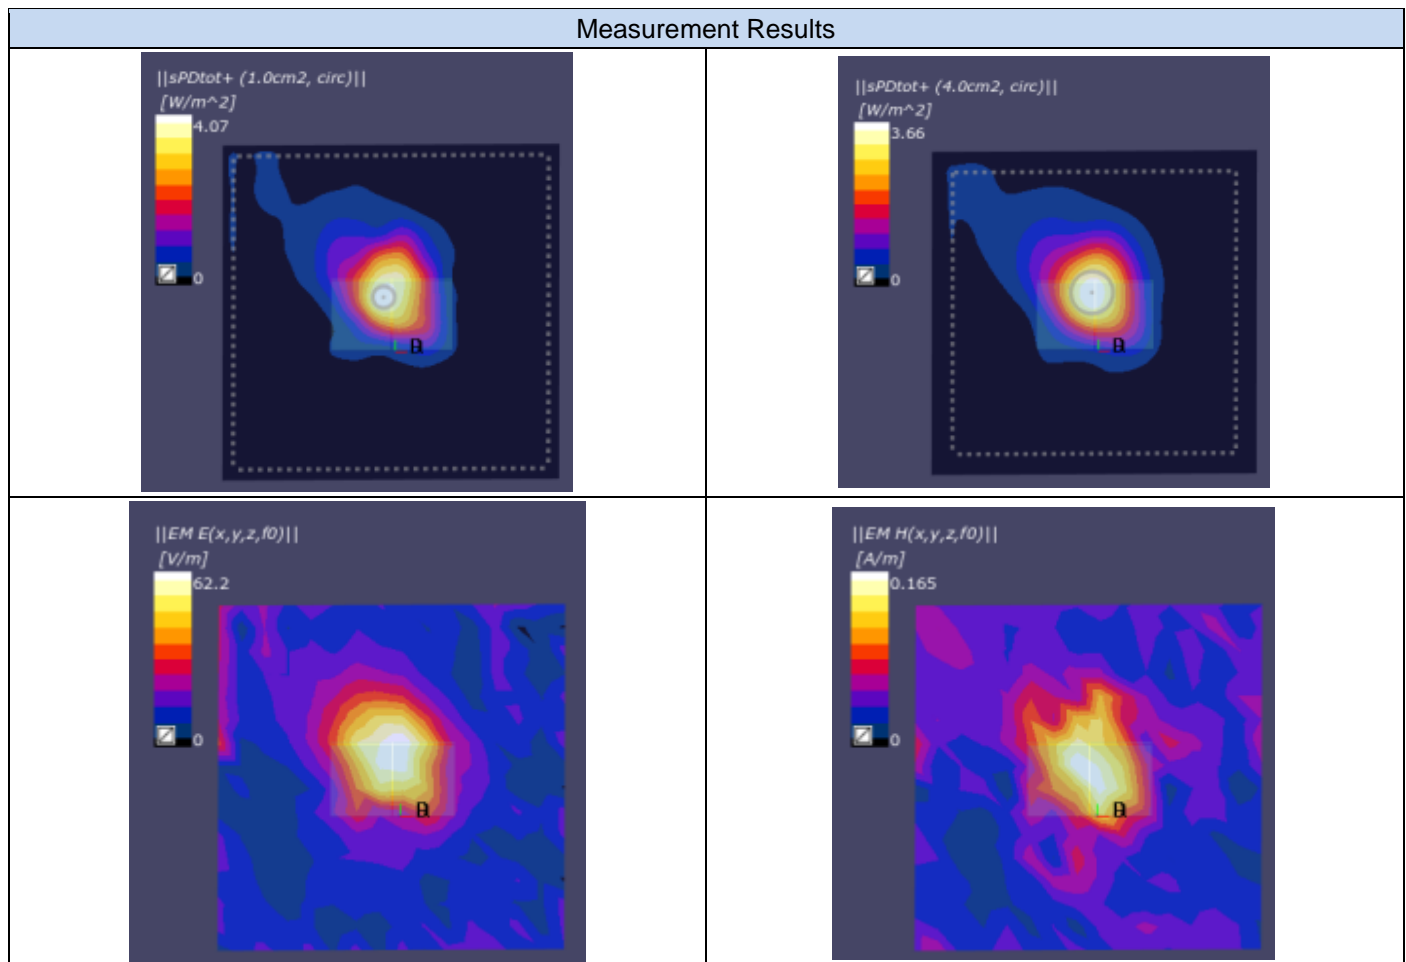 Measurement Results
||sPDtot+ (1.0cm2, circ)||
[W/m^2]
4.07
0
||sPDtot+ (4.0cm2, circ)||
[W/m^2]
3.66
0
||EM E(x,y,z,f0)||
[V/m]
62.2
0
||EM H(x,y,z,f0)||
[A/m]
0.165
0